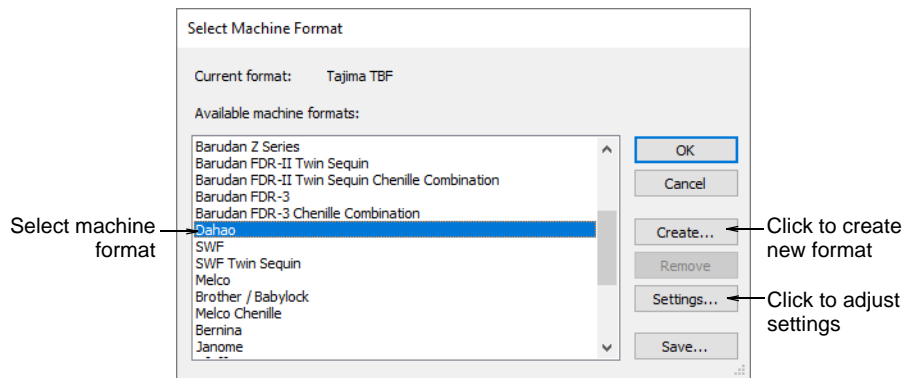 Select Machine Format
Current format: Tajima TBF
Available machine formats:
Barudan Z Series
Barudan FDR-II Twin Sequin
Barudan FDR-II Twin Sequin Chenille Combination
Barudan FDR-3
Barudan FDR-3 Chenille Combination
Dahao
SWF
SWF Twin Sequin
Melco
Brother / Babylock
Melco Chenille
Bernina
Janome
OK
Cancel
Create...
Remove
Settings...
Save...
Select machine
format
Click to create
new format
Click to adjust
settings